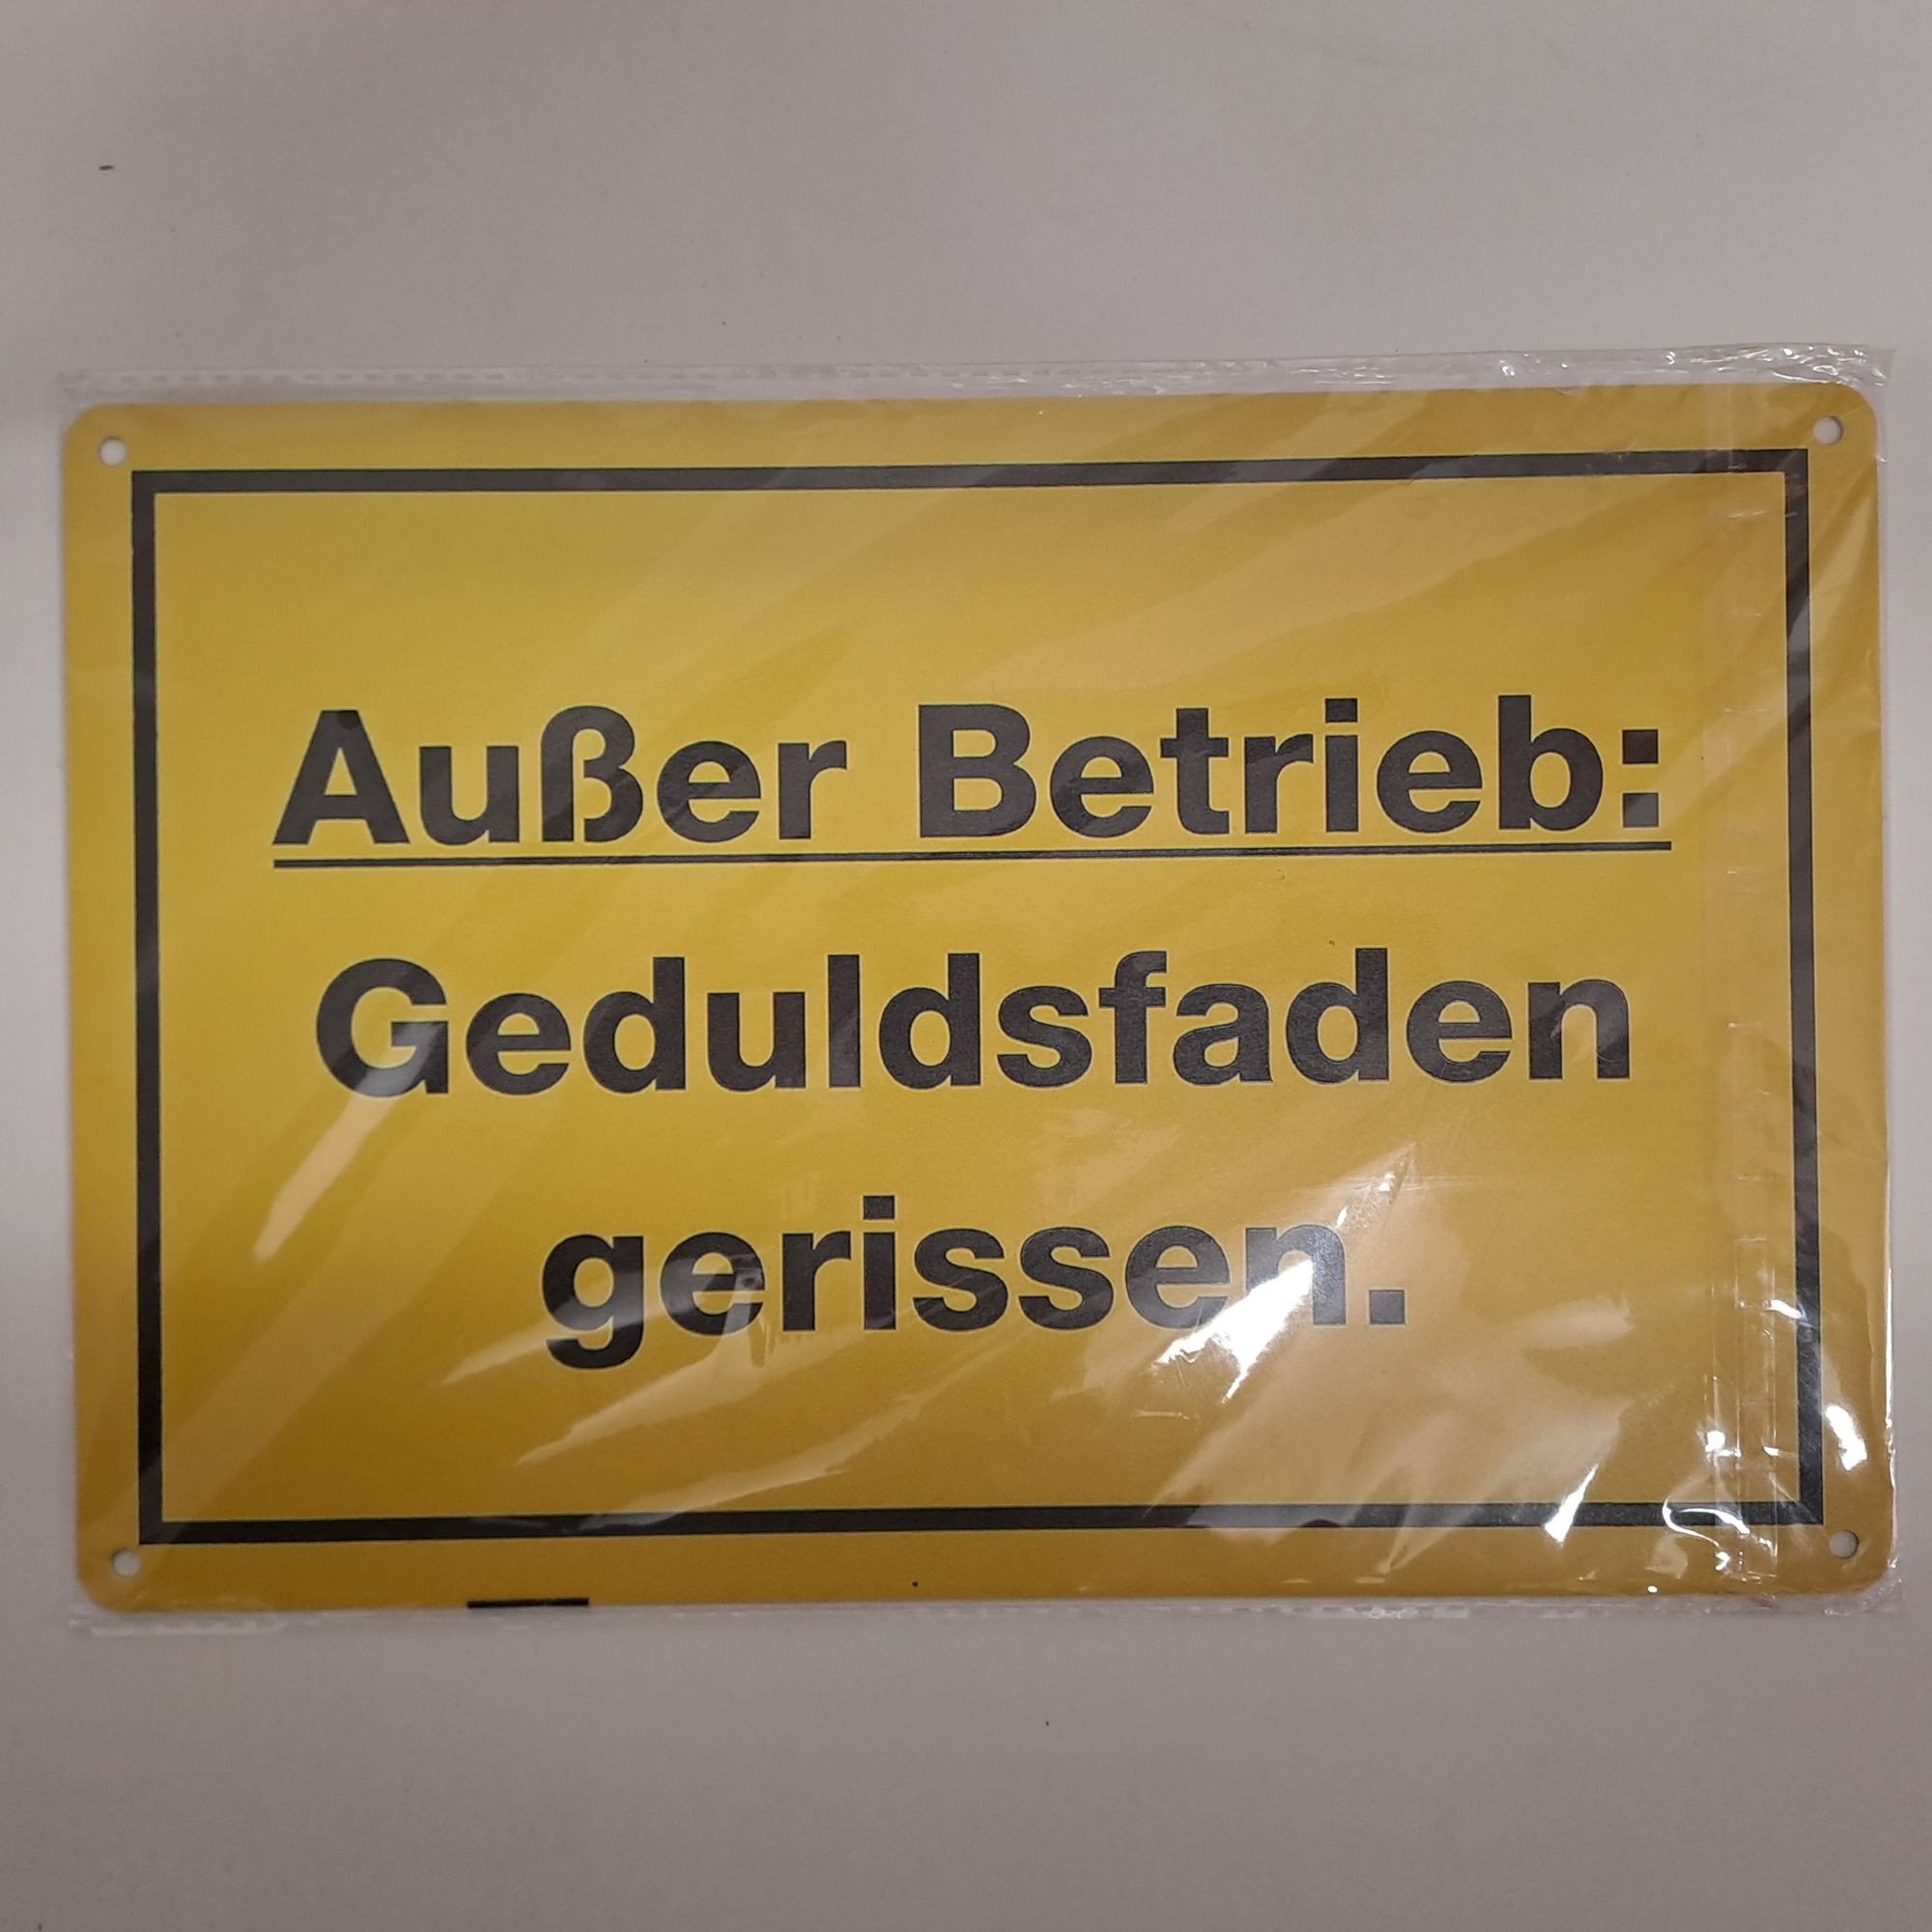 Außer Betrieb:
Geduldsfaden
gerissen.